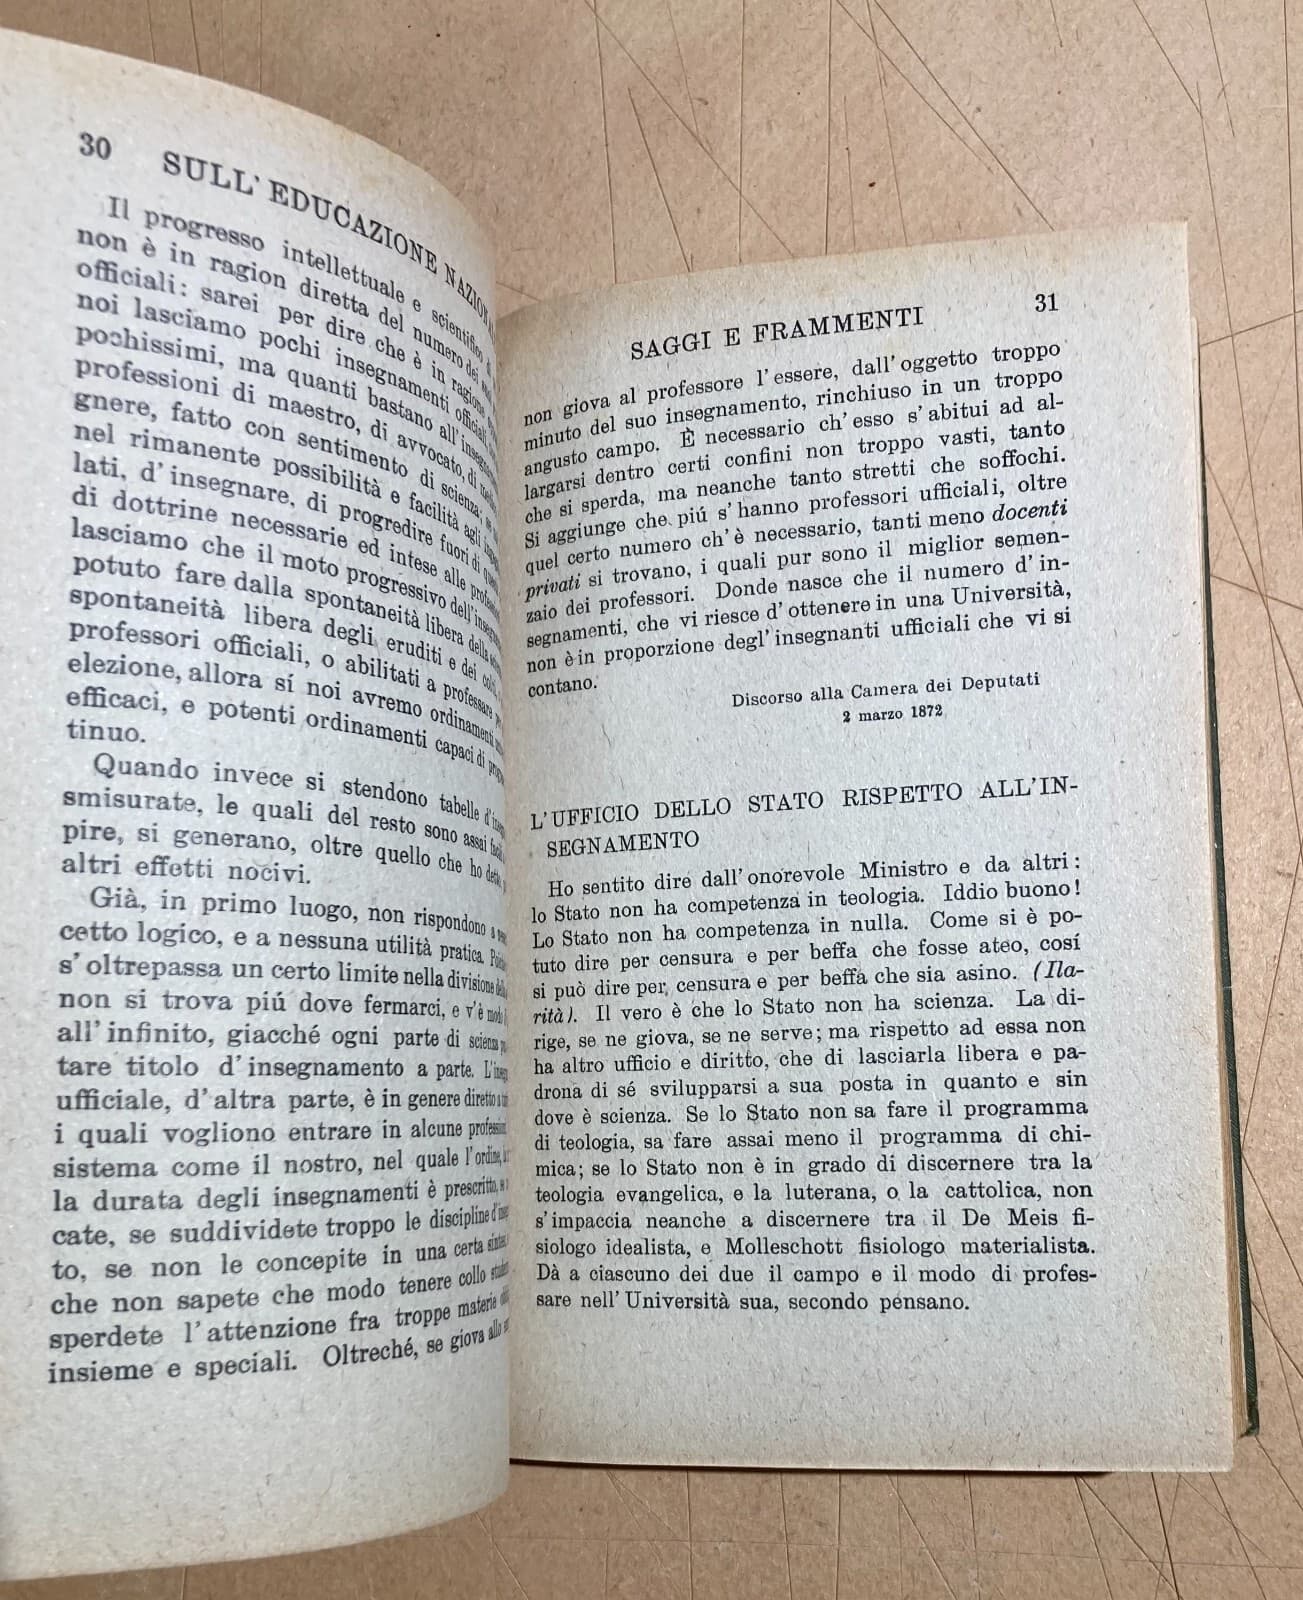 30 SULL' EDUCAZIONE
Il progresso intellettuale e scientifico
non è in ragion diretta del numero dei
officiali: sarei per dire che è in ragione
noi lasciamo pochi insegnamenti officiali,
pochissimi, ma quanti bastano all'
professioni di maestro, di avvocato, di
gnere, fatto con sentimento di scienza;
nel rimanente possibilità e facilità agli
lati, d' insegnare, di progredire fuori di
di dottrine necessarie ed intese alle
lasciamo che il moto progressivo dell'
potuto fare dalla spontaneità libera della
spontaneità libera degli eruditi e dei
professori officiali, o abilitati a professare
elezione, allora sí noi avremo ordinamenti
efficaci, e potenti ordinamenti capaci di
tinuo.
Quando invece si stendono tabelle
smisurate, le quali del resto sono assai
pire, si generano, oltre quello che ho
altri effetti nocivi.
Già, in primo luogo, non rispondono a
cetto logico, e a nessuna utilità pratica.
s' oltrepassa un certo limite nella divisione
non si trova piú dove fermarci, e v'è modo
all' infinito, giacché ogni parte di scienza
tare titolo d' insegnamento a parte.
ufficiale, d' altra parte, è in genere diretto a
i quali vogliono entrare in alcune
sistema come il nostro, nel quale l'ordine,
la durata degli insegnamenti è prescritto,
cate, se suddividete troppo le discipline
to, se non le concepite in una certa
che non sapete che modo tenere collo
sperdete l' attenzione fra troppe materie
insieme e speciali. Oltreché, se giova allo
SAGGI E FRAMMENTI 31
non giova al professore l' essere, dall' oggetto troppo
minuto del suo insegnamento, rinchiuso in un troppo
angusto campo. È necessario ch' esso s' abitui ad al-
largarsi dentro certi confini non troppo vasti, tanto
che si sperda, ma neanche tanto stretti che soffochi.
Si aggiunge che piú s' hanno professori ufficiali, oltre
quel certo numero ch' è necessario, tanti meno docenti
privati si trovano, i quali pur sono il miglior semen-
zaio dei professori. Donde nasce che il numero d' in-
segnamenti, che vi riesce d' ottenere in una Università,
non è in proporzione degl' insegnanti ufficiali che vi si
contano.
Discorso alla Camera dei Deputati
2 marzo 1872
L'UFFICIO DELLO STATO RISPETTO ALL'IN-
SEGNAMENTO
Ho sentito dire dall' onorevole Ministro e da altri:
lo Stato non ha competenza in teologia. Iddio buono!
Lo Stato non ha competenza in nulla. Come si è po-
tuto dire per censura e per beffa che fosse ateo, cosí
si può dire per censura e per beffa che sia asino. (Ila-
rità). Il vero è che lo Stato non ha scienza. La di-
rige, se ne giova, se ne serve; ma rispetto ad essa non
ha altro ufficio e diritto, che di lasciarla libera e pa-
drona di sé svilupparsi a sua posta in quanto e sin
dove è scienza. Se lo Stato non sa fare il programma
di teologia, sa fare assai meno il programma di chi-
mica; se lo Stato non è in grado di discernere tra la
teologia evangelica, e la luterana, o la cattolica, non
s'impaccia neanche a discernere tra il De Meis fi-
siologo idealista, e Molleschott fisiologo materialista.
Dà a ciascuno dei due il campo e il modo di profes-
sare nell' Università sua, secondo pensano.